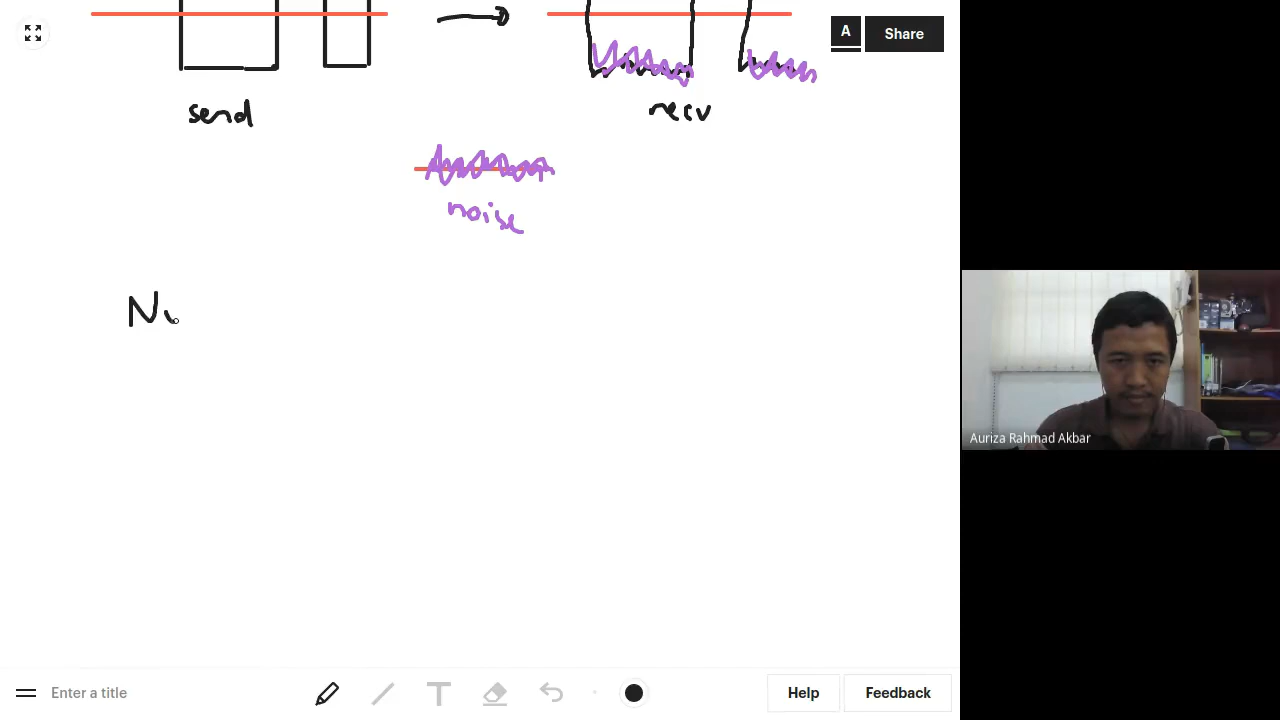 A
Share
send
recv
noise
N
Auriza Rahmad Akbar
Enter a title
T
Help
Feedback